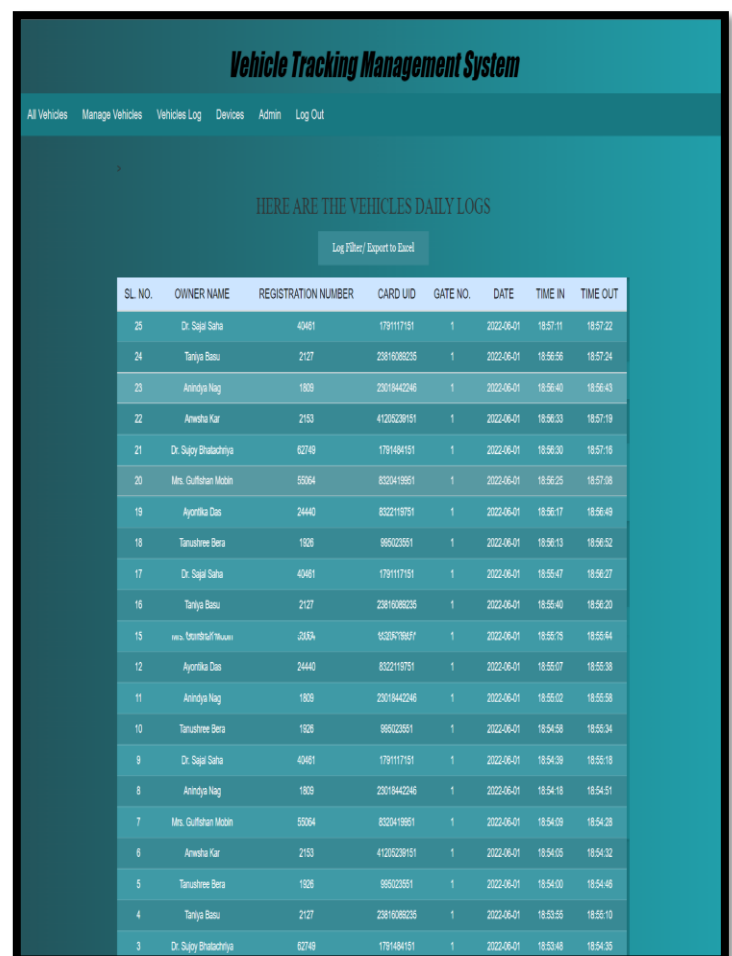 Vehicle Tracking Management System
All Vehicles Manage Vehicles Vehicles Log Devices Admin Log Out
>
HERE ARE THE VEHICLES DAILY LOGS
Log Filter/ Export to Excel
SL. NO. OWNER NAME REGISTRATION NUMBER CARD UID GATE NO. DATE TIME IN TIME OUT
25 Dr. Sajal Saha 40461 1791117151 1 2022-06-01 18:57:11 18:57:22
24 Taniya Basu 2127 23816089235 1 2022-06-01 18:56:56 18:57:24
23 Anindya Nag 1809 23018442246 1 2022-06-01 18:56:40 18:56:43
22 Anwsha Kar 2153 41205239151 1 2022-06-01 18:56:33 18:57:19
21 Dr. Sujoy Bhatachriya 62749 1791484151 1 2022-06-01 18:56:30 18:57:16
20 Mrs. Gulfishan Mobin 55064 8320419951 1 2022-06-01 18:56:25 18:57:08
19 Ayontika Das 24440 8322119751 1 2022-06-01 18:56:17 18:56:49
18 Tanushree Bera 1926 995023551 1 2022-06-01 18:56:13 18:56:52
17 Dr. Sajal Saha 40461 1791117151 1 2022-06-01 18:55:47 18:56:27
16 Taniya Basu 2127 23816089235 1 2022-06-01 18:55:40 18:56:20
15 1 2022-06-01
12 Ayontika Das 24440 8322119751 1 2022-06-01 18:55:07 18:55:38
11 Anindya Nag 1809 23018442246 1 2022-06-01 18:55:02 18:55:58
10 Tanushree Bera 1926 995023551 1 2022-06-01 18:54:58 18:55:34
9 Dr. Sajal Saha 40461 1791117151 1 2022-06-01 18:54:39 18:55:18
8 Anindya Nag 1809 23018442246 1 2022-06-01 18:54:18 18:54:51
7 Mrs. Gulfishan Mobin 55064 8320419951 1 2022-06-01 18:54:09 18:54:28
6 Anwsha Kar 2153 41205239151 1 2022-06-01 18:54:05 18:54:32
5 Tanushree Bera 1926 995023551 1 2022-06-01 18:54:00 18:54:46
4 Taniya Basu 2127 23816089235 1 2022-06-01 18:53:55 18:55:10
3 Dr. Sujoy Bhatachriya 62749 1791484151 1 2022-06-01 18:53:48 18:54:35